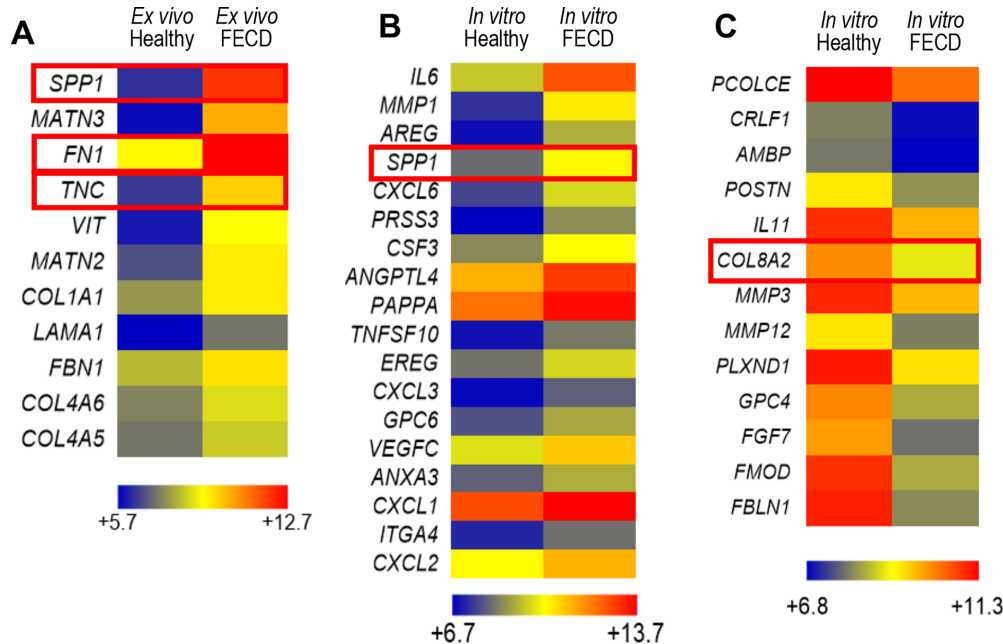 A
Ex vivo Ex vivo
Healthy FECD
SPP1
MATN3
FN1
TNC
VIT
MATN2
COL1A1
LAMA1
FBN1
COL4A6
COL4A5
+5.7 +12.7
B
In vitro In vitro
Healthy FECD
IL6
MMP1
AREG
SPP1
CXCL6
PRSS3
CSF3
ANGPTL4
PAPPA
TNFSF10
EREG
CXCL3
GPC6
VEGFC
ANXA3
CXCL1
ITGA4
CXCL2
+6.7 +13.7
C
In vitro In vitro
Healthy FECD
PCOLCE
CRLF1
AMBP
POSTN
IL11
COL8A2
MMP3
MMP12
PLXND1
GPC4
FGF7
FMOD
FBLN1
+6.8 +11.3